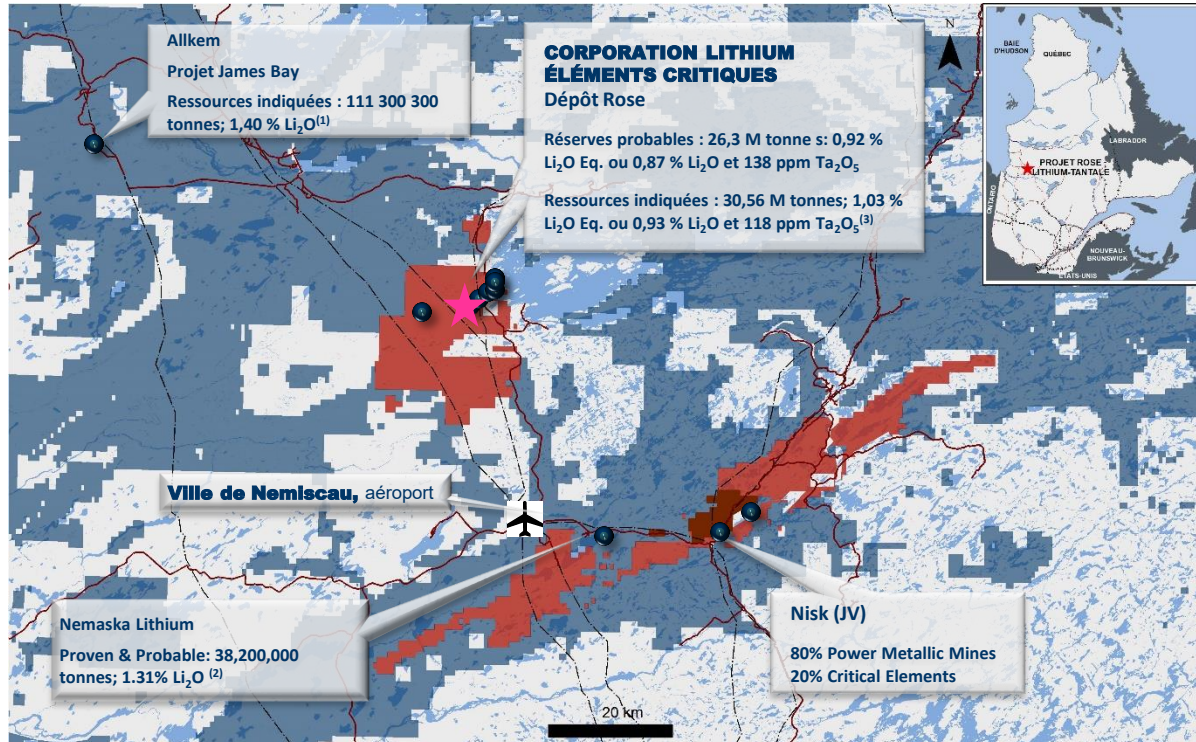 Allkem
Projet James Bay
Ressources indiquées : 111 300 300
tonnes; 1,40 % Li₂O⁽¹⁾
CORPORATION LITHIUM
ÉLÉMENTS CRITIQUES
Dépôt Rose
Réserves probables : 26,3 M tonne s: 0,92 %
Li₂O Eq. ou 0,87 % Li₂O et 138 ppm Ta₂O₅
Ressources indiquées : 30,56 M tonnes; 1,03 %
Li₂O Eq. ou 0,93 % Li₂O et 118 ppm Ta₂O₅⁽³⁾
N
BAIE
D'HUDSON
QUÉBEC
LABRADOR
PROJET ROSE
LITHIUM-TANTALE
ONTARIO
NOUVEAU-
BRUNSWICK
ÉTATS-UNIS
Ville de Nemiscau, aéroport
Nemaska Lithium
Proven & Probable: 38,200,000
tonnes; 1.31% Li₂O ⁽²⁾
Nisk (JV)
80% Power Metallic Mines
20% Critical Elements
20 km